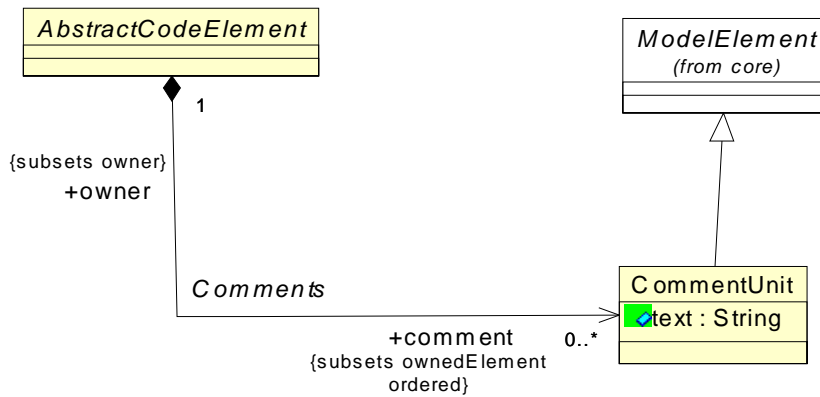 AbstractCodeElement
ModelElement
(from core)
1
{subsets owner}
+owner
Comments
CommentUnit
text : String
+comment
0..*
{subsets ownedElement
ordered}